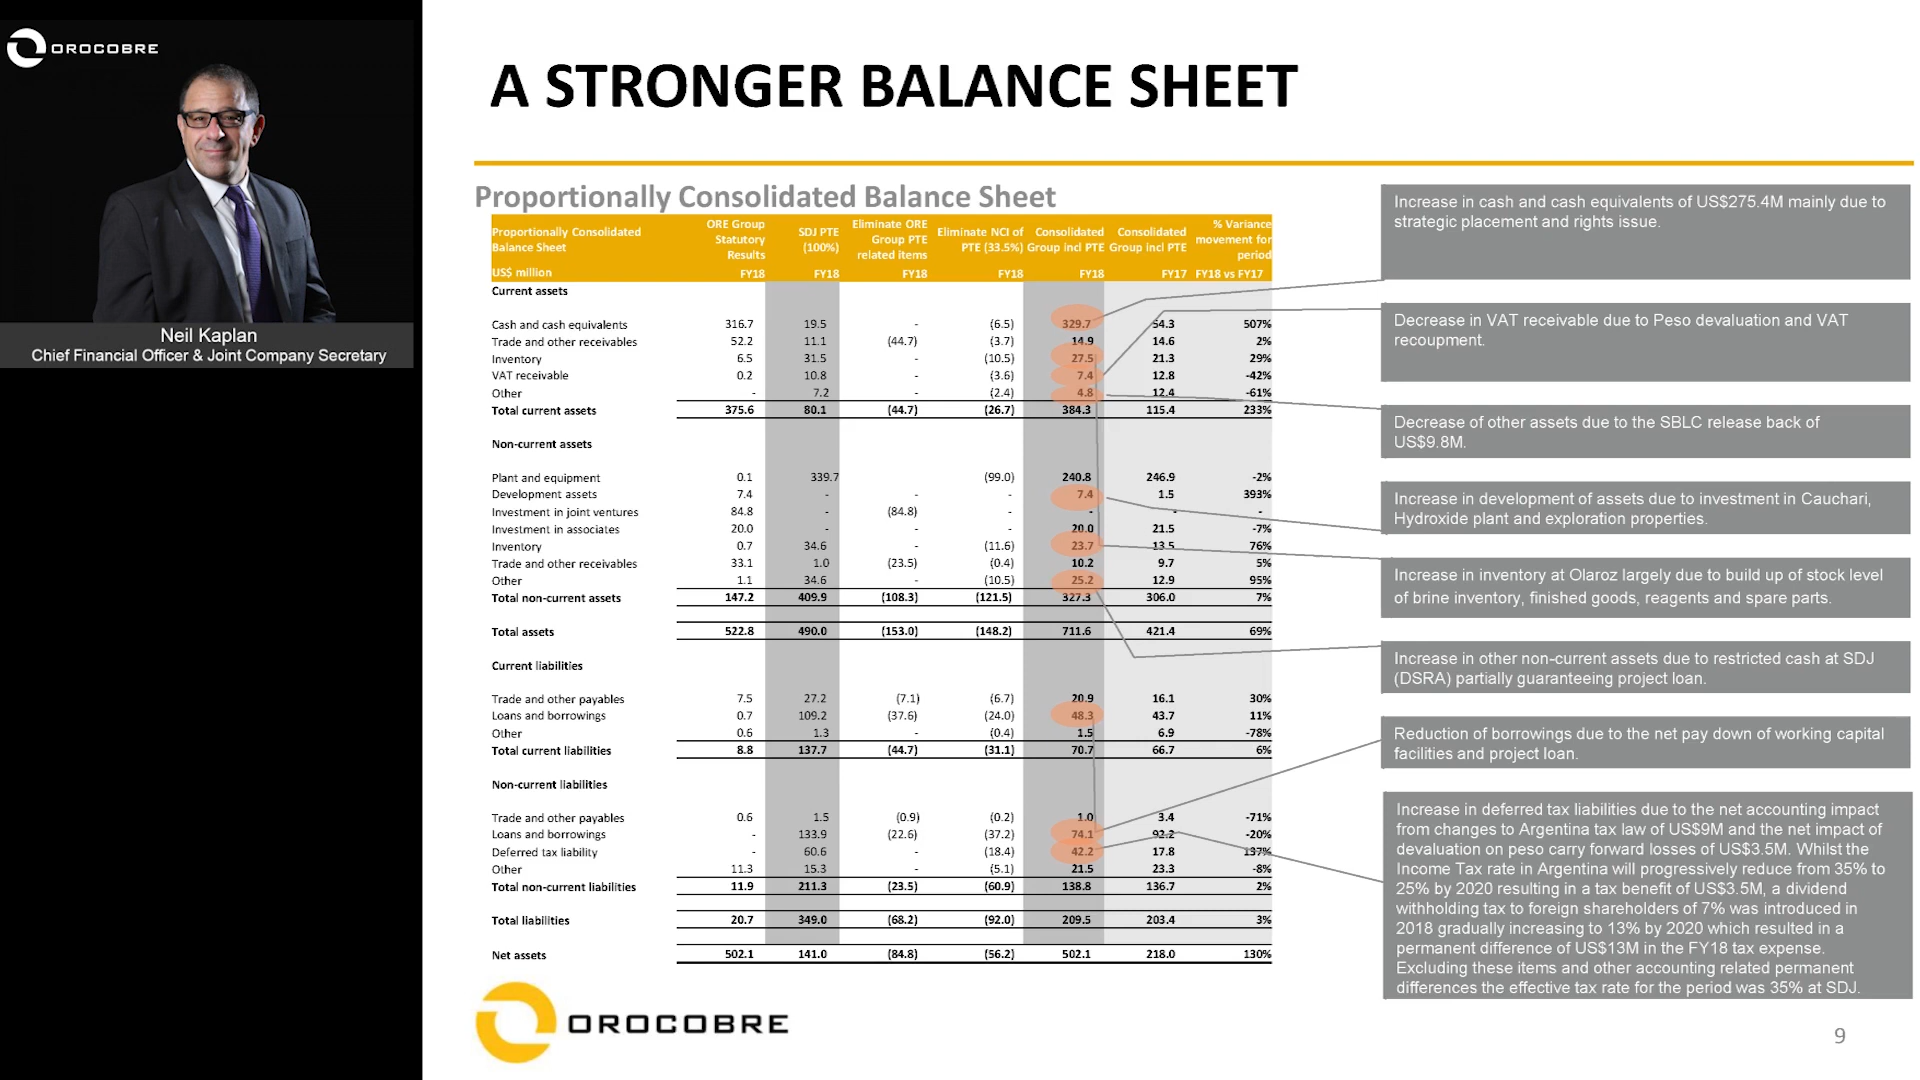 OROCOBRE
Neil Kaplan
Chief Financial Officer & Joint Company Secretary
A STRONGER BALANCE SHEET
Proportionally Consolidated Balance Sheet
Proportionally Consolidated Balance Sheet | ORE Group Statutory Results | SDJ PTE (100%) | Eliminate ORE Group PTE related items | Eliminate NCI of PTE (33.5%) | Consolidated Group incl PTE | Consolidated Group incl PTE | % Variance movement for period
US$ million FY18 FY18 FY18 FY18 FY18 FY17 FY18 vs FY17
Current assets
Cash and cash equivalents 316.7 19.5 - (6.5) 329.7 54.3 507%
Trade and other receivables 52.2 11.1 (44.7) (3.7) 14.9 14.6 2%
Inventory 6.5 31.5 - (10.5) 27.5 21.3 29%
VAT receivable 0.2 10.8 - (3.6) 7.4 12.8 -42%
Other - 7.2 - (2.4) 4.8 12.4 -61%
Total current assets 375.6 80.1 (44.7) (26.7) 384.3 115.4 233%
Non-current assets
Plant and equipment 0.1 339.7 (99.0) 240.8 246.9 -2%
Development assets 7.4 - - - 7.4 1.5 393%
Investment in joint ventures 84.8 - (84.8) - - - -
Investment in associates 20.0 - - - 20.0 21.5 -7%
Inventory 0.7 34.6 - (11.6) 23.7 13.5 76%
Trade and other receivables 33.1 1.0 (23.5) (0.4) 10.2 9.7 5%
Other 1.1 34.6 - (10.5) 25.2 12.9 95%
Total non-current assets 147.2 409.9 (108.3) (121.5) 327.3 306.0 7%
Total assets 522.8 490.0 (153.0) (148.2) 711.6 421.4 69%
Current liabilities
Trade and other payables 7.5 27.2 (7.1) (6.7) 20.9 16.1 30%
Loans and borrowings 0.7 109.2 (37.6) (24.0) 48.3 43.7 11%
Other 0.6 1.3 - (0.4) 1.5 6.9 -78%
Total current liabilities 8.8 137.7 (44.7) (31.1) 70.7 66.7 6%
Non-current liabilities
Trade and other payables 0.6 1.5 (0.9) (0.2) 1.0 3.4 -71%
Loans and borrowings - 133.9 (22.6) (37.2) 74.1 92.2 -20%
Deferred tax liability - 60.6 - (18.4) 42.2 17.8 137%
Other 11.3 15.3 - (5.1) 21.5 23.3 -8%
Total non-current liabilities 11.9 211.3 (23.5) (60.9) 138.8 136.7 2%
Total liabilities 20.7 349.0 (68.2) (92.0) 209.5 203.4 3%
Net assets 502.1 141.0 (84.8) (56.2) 502.1 218.0 130%
Increase in cash and cash equivalents of US$275.4M mainly due to
strategic placement and rights issue.
Decrease in VAT receivable due to Peso devaluation and VAT
recoupment.
Decrease of other assets due to the SBLC release back of
US$9.8M.
Increase in development of assets due to investment in Cauchari,
Hydroxide plant and exploration properties.
Increase in inventory at Olaroz largely due to build up of stock level
of brine inventory, finished goods, reagents and spare parts.
Increase in other non-current assets due to restricted cash at SDJ
(DSRA) partially guaranteeing project loan.
Reduction of borrowings due to the net pay down of working capital
facilities and project loan.
Increase in deferred tax liabilities due to the net accounting impact
from changes to Argentina tax law of US$9M and the net impact of
devaluation on peso carry forward losses of US$3.5M. Whilst the
Income Tax rate in Argentina will progressively reduce from 35% to
25% by 2020 resulting in a tax benefit of US$3.5M, a dividend
withholding tax to foreign shareholders of 7% was introduced in
2018 gradually increasing to 13% by 2020 which resulted in a
permanent difference of US$13M in the FY18 tax expense.
Excluding these items and other accounting related permanent
differences the effective tax rate for the period was 35% at SDJ.
OROCOBRE
9